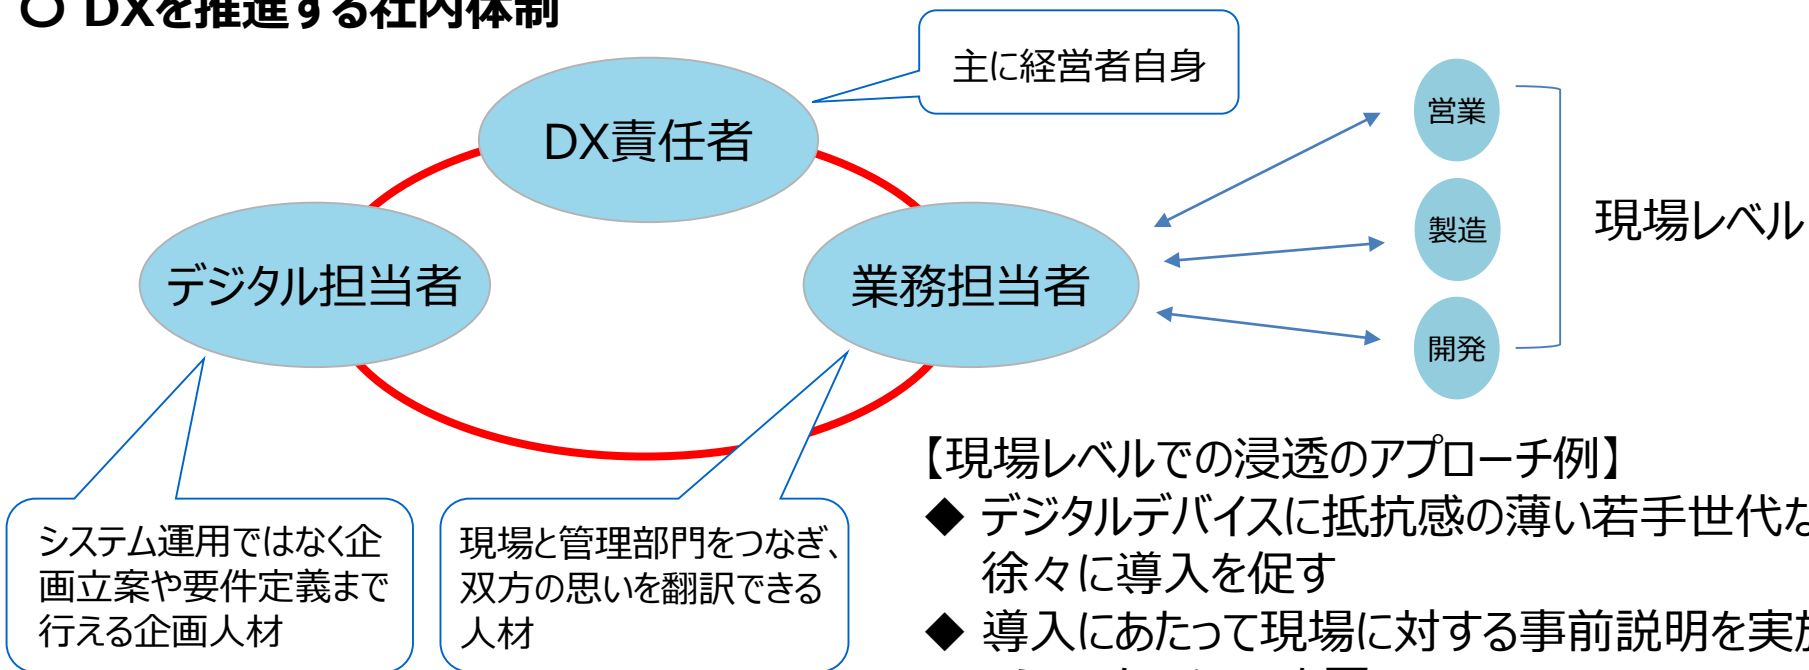 〇 DXを推進する社内体制
主に経営者自身
DX責任者
デジタル担当者
業務担当者
営業
製造
開発
現場レベル
システム運用ではなく企
画立案や要件定義まで
行える企画人材
現場と管理部門をつなぎ、
双方の思いを翻訳できる
人材
【現場レベルでの浸透のアプローチ例】
◆ デジタルデバイスに抵抗感の薄い若手世代な
徐々に導入を促す
◆ 導入にあたって現場に対する事前説明を実施